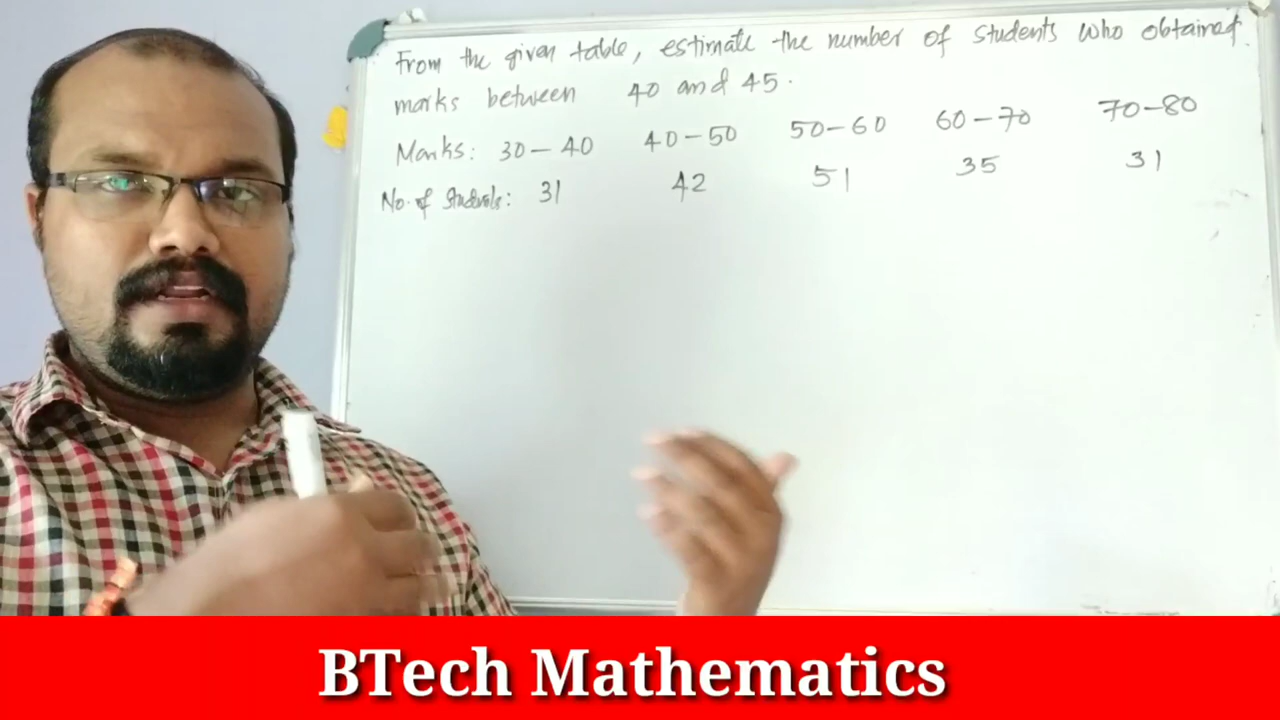 From the given table, estimate the number of students who obtained
marks between 40 and 45.
Marks: 30-40 40-50 50-60 60-70 70-80
No. of Students: 31 42 51 35 31
BTech Mathematics